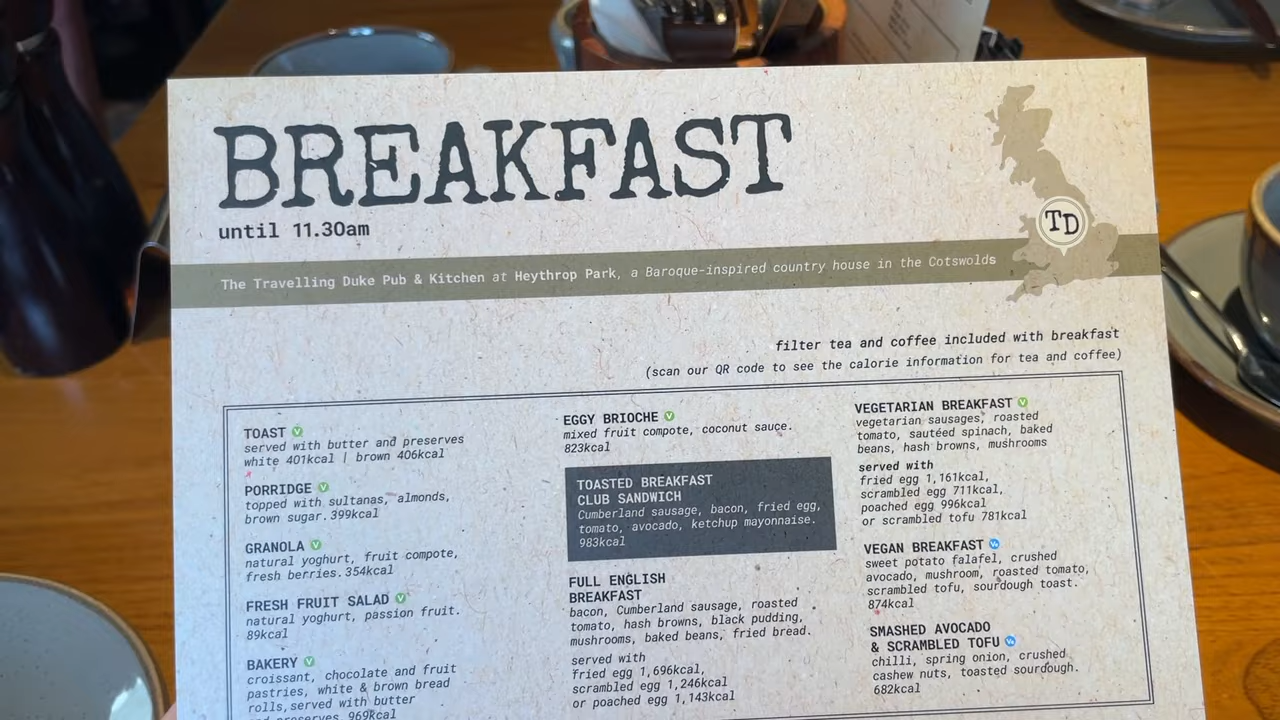 BREAKFAST
until 11.30am
The Travelling Duke Pub & Kitchen at Heythrop Park, a Baroque-inspired country house in the Cotswolds
TD
filter tea and coffee included with breakfast
(scan our QR code to see the calorie information for tea and coffee)
TOAST V
served with butter and preserves
white 401kcal | brown 406kcal
PORRIDGE V
topped with sultanas, almonds,
brown sugar. 399kcal
GRANOLA V
natural yoghurt, fruit compote,
fresh berries. 354kcal
FRESH FRUIT SALAD V
natural yoghurt, passion fruit.
89kcal
BAKERY V
croissant, chocolate and fruit
pastries, white & brown bread
rolls, served with butter
and preserves. 969kcal
EGGY BRIOCHE V
mixed fruit compote, coconut sauce.
823kcal
TOASTED BREAKFAST
CLUB SANDWICH
Cumberland sausage, bacon, fried egg,
tomato, avocado, ketchup mayonnaise.
983kcal
FULL ENGLISH
BREAKFAST
bacon, Cumberland sausage, roasted
tomato, hash browns, black pudding,
mushrooms, baked beans, fried bread.
served with
fried egg 1,696kcal,
scrambled egg 1,246kcal
or poached egg 1,143kcal
VEGETARIAN BREAKFAST V
vegetarian sausages, roasted
tomato, sautéed spinach, baked
beans, hash browns, mushrooms
served with
fried egg 1,161kcal,
scrambled egg 711kcal,
poached egg 996kcal
or scrambled tofu 781kcal
VEGAN BREAKFAST Ve
sweet potato falafel, crushed
avocado, mushroom, roasted tomato,
scrambled tofu, sourdough toast.
874kcal
SMASHED AVOCADO
& SCRAMBLED TOFU Ve
chilli, spring onion, crushed
cashew nuts, toasted sourdough.
682kcal